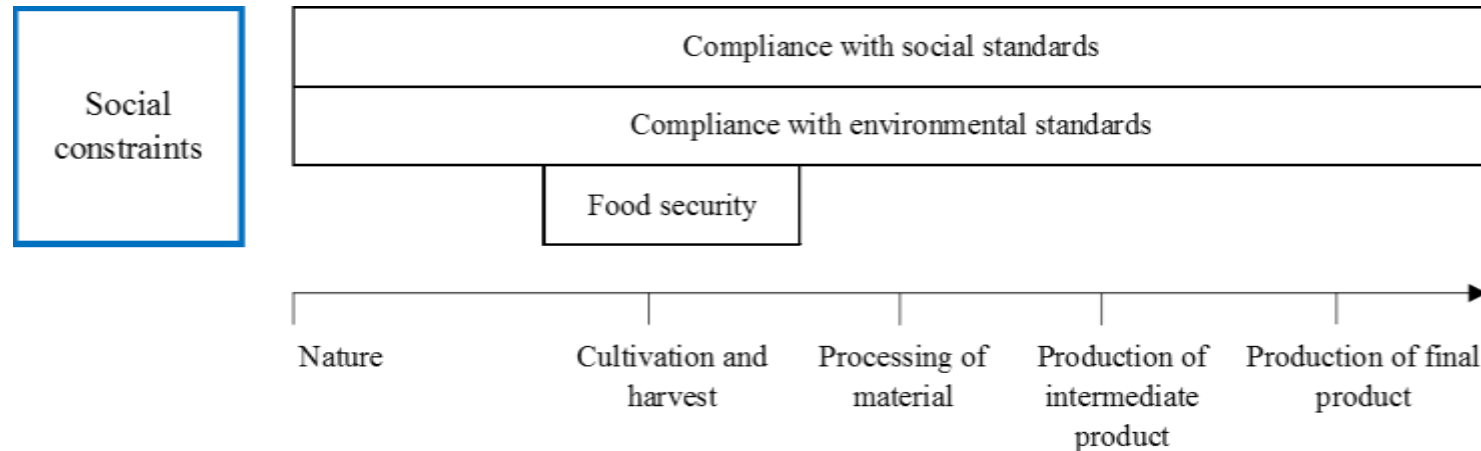 Compliance with social standards
Social
constraints
Compliance with environmental standards
Food security
Nature
Cultivation and
harvest
Processing of
material
Production of
intermediate
product
Production of final
product